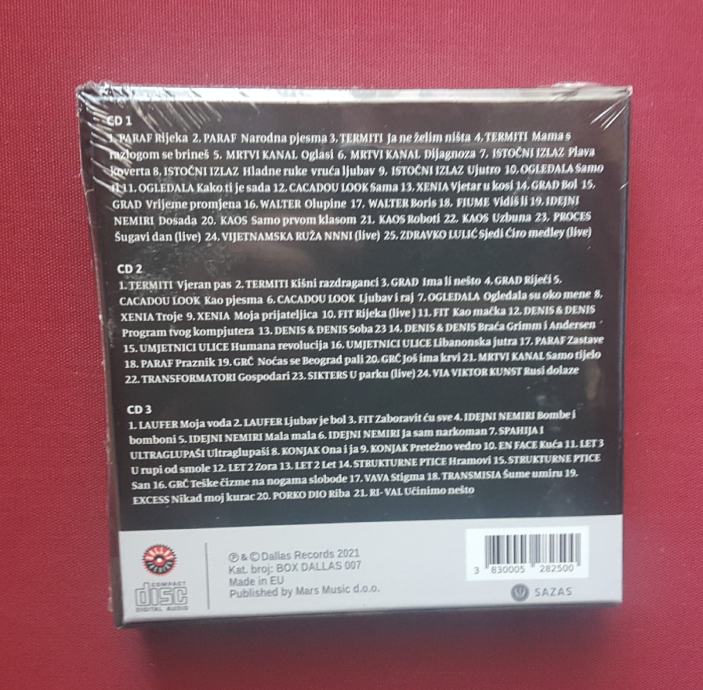 CD 1
1. PARAF Rijeka 2. PARAF Narodna pjesma 3. TERMITI Ja ne želim ništa 4. TERMITI Mama s
razlogom se brineš 5. MRTVI KANAL Oglasi 6. MRTVI KANAL Dijagnoza 7. ISTOČNI IZLAZ Plava
koverta 8. ISTOČNI IZLAZ Hladne ruke vruća ljubav 9. ISTOČNI IZLAZ Ujutro 10. OGLEDALA Samo
ti 11. OGLEDALA Kako ti je sada 12. CACADOU LOOK Sama 13. XENIA Vjetar u kosi 14. GRAD Bol 15.
GRAD Vrijeme promjena 16. WALTER Olupine 17. WALTER Boris 18. FIUME Vidiš li 19. IDEJNI
NEMIRI Dosada 20. KAOS Samo prvom klasom 21. KAOS Roboti 22. KAOS Uzbuna 23. PROCES
Šugavi dan (live) 24. VIJETNAMSKA RUŽA NNNI (live) 25. ZDRAVKO LULIĆ Sjedi Ćiro medley (live)
CD 2
1. TERMITI Vjeran pas 2. TERMITI Kišni razdraganci 3. GRAD Ima li nešto 4. GRAD Riječi 5.
CACADOU LOOK Kao pjesma 6. CACADOU LOOK Ljubav i raj 7. OGLEDALA Ogledala su oko mene 8.
XENIA Troje 9. XENIA Moja prijateljica 10. FIT Rijeka (live) 11. FIT Kao mačka 12. DENIS & DENIS
Program tvog kompjutera 13. DENIS & DENIS Soba 23 14. DENIS & DENIS Braća Grimm i Andersen
15. UMJETNICI ULICE Humana revolucija 16. UMJETNICI ULICE Libanonska jutra 17. PARAF Zastave
18. PARAF Praznik 19. GRČ Noćas se Beograd pali 20. GRČ Još ima krvi 21. MRTVI KANAL Samo tijelo
22. TRANSFORMATORI Gospodari 23. SIKTERS U parku (live) 24. VIA VIKTOR KUNST Rusi dolaze
CD 3
1. LAUFER Moja voda 2. LAUFER Ljubav je bol 3. FIT Zaboravit ću sve 4. IDEJNI NEMIRI Bombe i
bomboni 5. IDEJNI NEMIRI Mala mala 6. IDEJNI NEMIRI Ja sam narkoman 7. SPAHIJA I
ULTRAGLUPAŠI Ultraglupaši 8. KONJAK Ona i ja 9. KONJAK Pretežno vedro 10. EN FACE Kuća 11. LET 3
U rupi od smole 12. LET 2 Zora 13. LET 2 Let 14. STRUKTURNE PTICE Hramovi 15. STRUKTURNE PTICE
San 16. GRČ Teške čizme na nogama slobode 17. VAVA Stigma 18. TRANSMISIA Šume umiru 19.
EXCESS Nikad moj kurac 20. PORKO DIO Riba 21. RI-VAL Učinimo nešto
℗ & © Dallas Records 2021
Kat. broj: BOX DALLAS 007
Made in EU
Published by Mars Music d.o.o.
COMPACT
disc
DIGITAL AUDIO
3 830005 282500
SAZAS